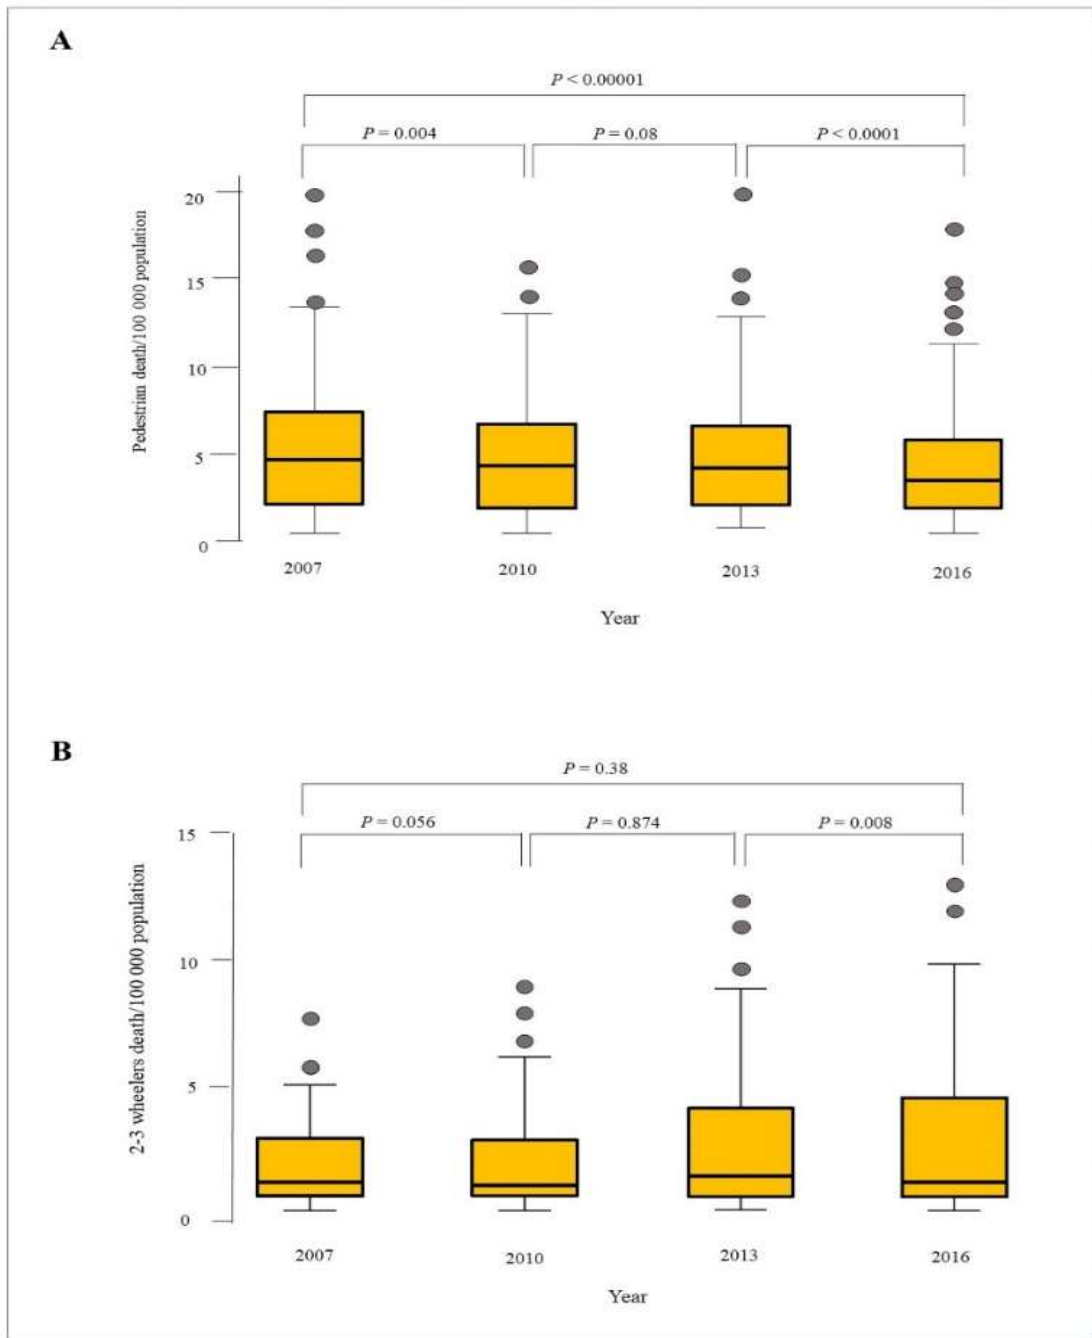 A
P < 0.00001
P = 0.004
P = 0.08
P < 0.0001
Pedestrian death/100 000 population
20
15
10
5
0
2007
2010
2013
2016
Year
B
P = 0.38
P = 0.056
P = 0.874
P = 0.008
2-3 wheelers death/100 000 population
15
10
5
0
2007
2010
2013
2016
Year